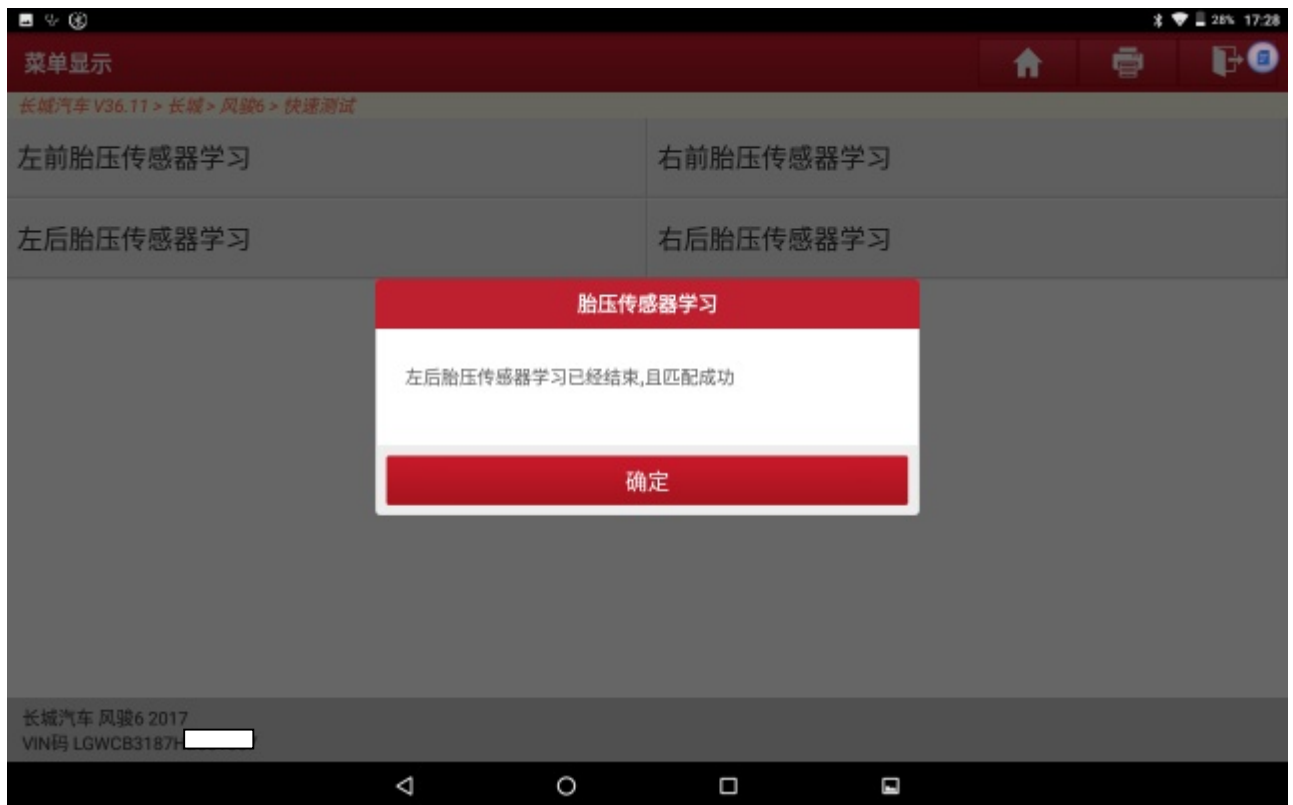 28% 17:28
菜单显示
长城汽车 V36.11 > 长城 > 风骏6 > 快速测试
左前胎压传感器学习
右前胎压传感器学习
左后胎压传感器学习
右后胎压传感器学习
胎压传感器学习
左后胎压传感器学习已经结束,且匹配成功
确定
长城汽车 风骏6 2017
VIN码 LGWCB3187H